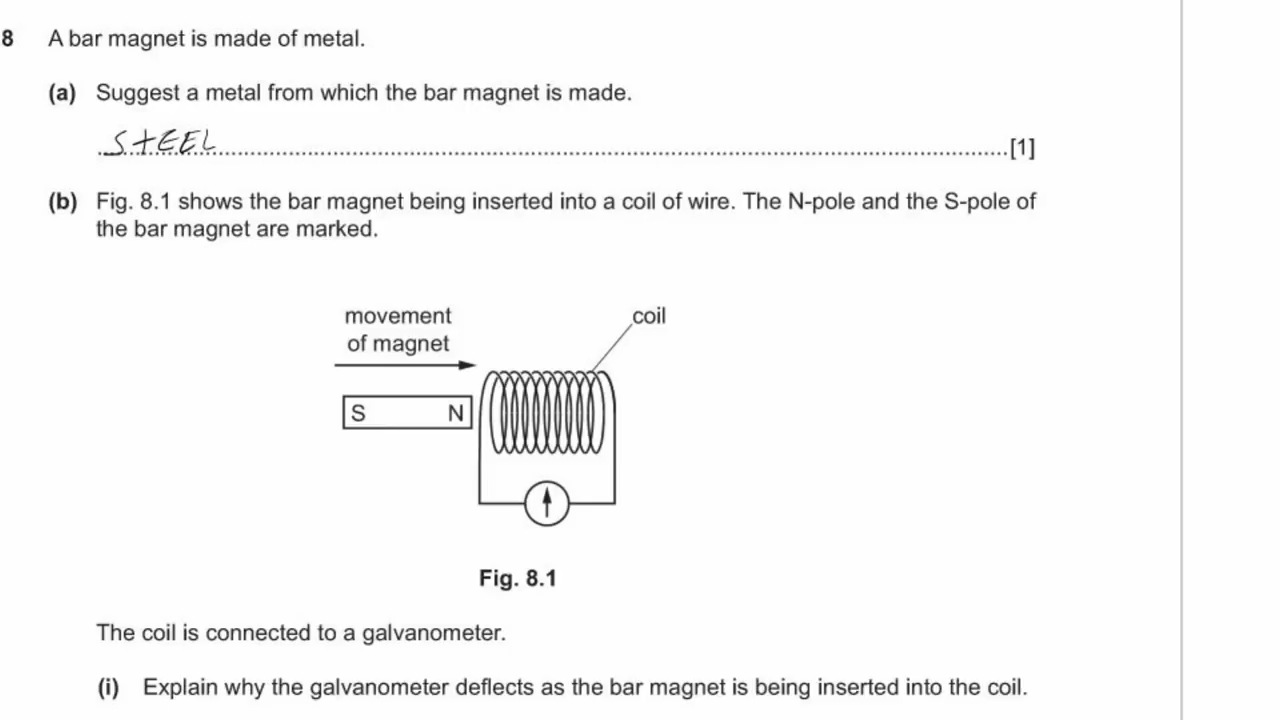 8 A bar magnet is made of metal.
(a) Suggest a metal from which the bar magnet is made.
STEEL [1]
(b) Fig. 8.1 shows the bar magnet being inserted into a coil of wire. The N-pole and the S-pole of
the bar magnet are marked.
movement
of magnet
coil
S N
Fig. 8.1
The coil is connected to a galvanometer.
(i) Explain why the galvanometer deflects as the bar magnet is being inserted into the coil.